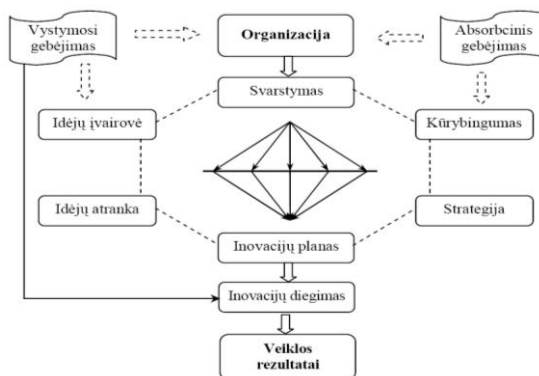 Vystymosi
gebėjimas
Organizacija
Absorbcinis
gebėjimas
Svarstymas
Idėjų įvairovė
Kūrybingumas
Idėjų atranka
Strategija
Inovacijų planas
Inovacijų diegimas
Veiklos
rezultatai